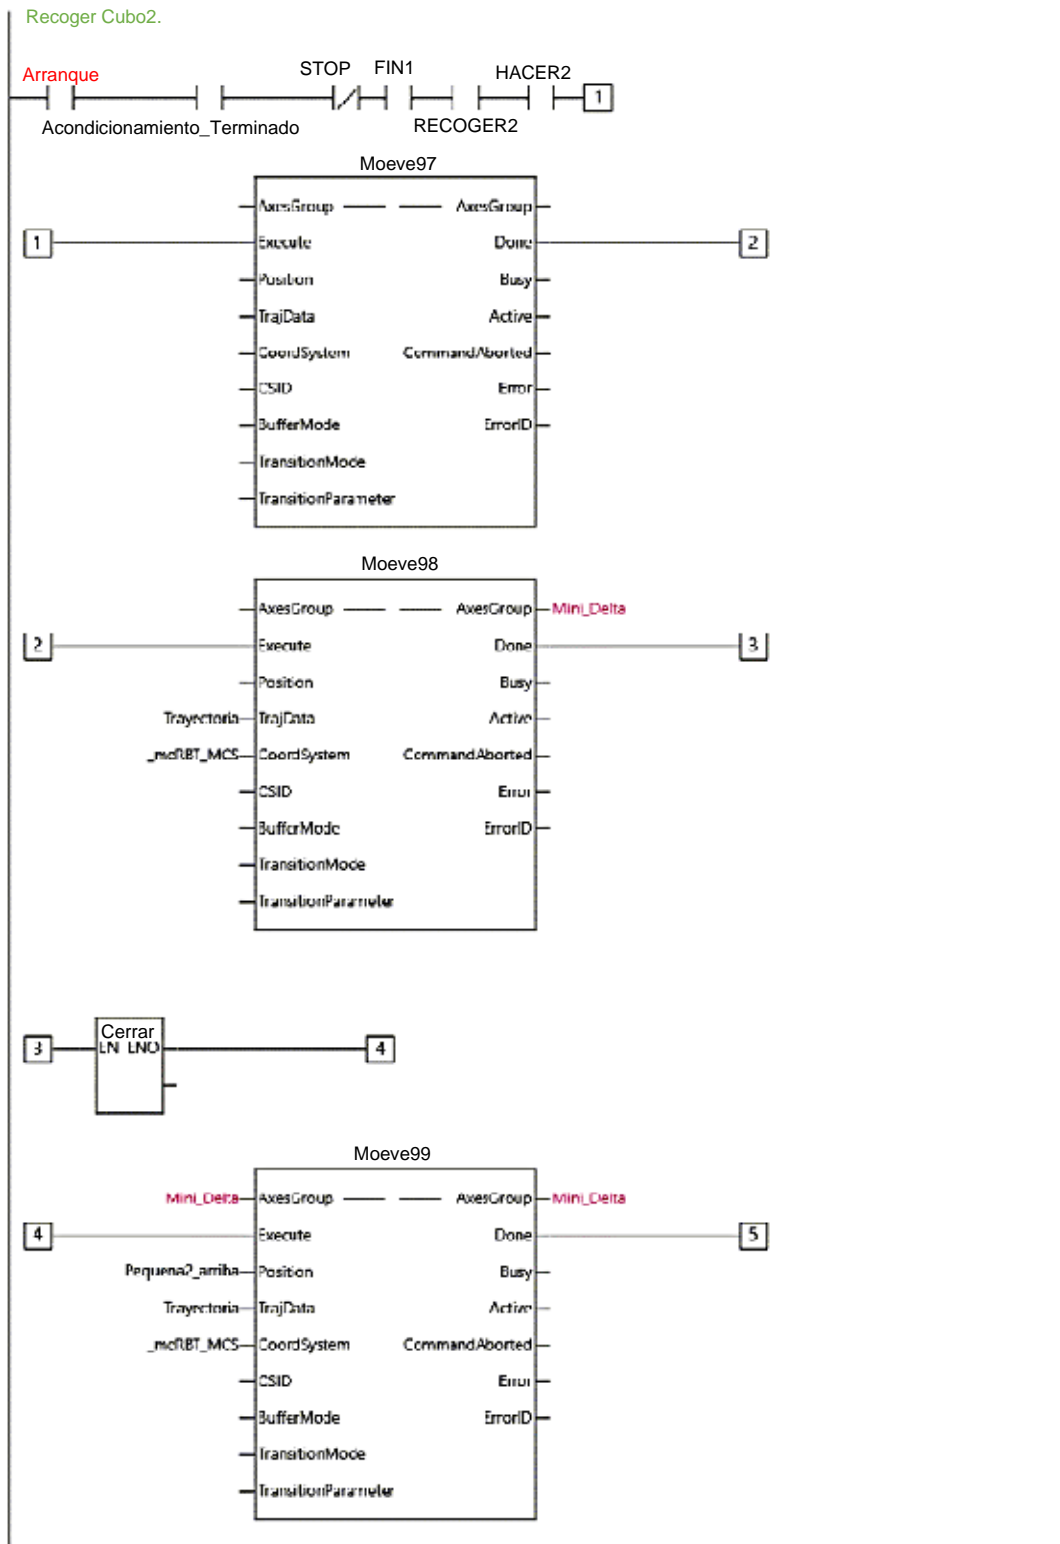 Recoger Cubo2.
STOP FIN1
Arranque HACER2
1
Acondicionamiento_Terminado RECOGER2
Moeve97
AxesGroup AxesGroup
1 Execute Done 2
Position Busy
TrajData Active
CoordSystem CommandAborted
CSID Error
BufferMode ErrorID
TransitionMode
TransitionParameter
Moeve98
AxesGroup AxesGroup Mini_Delta
2 Execute Done 3
Position Busy
Trayectoria TrajData Active
_mcRBT_MCS CoordSystem CommandAborted
CSID Error
BufferMode ErrorID
TransitionMode
TransitionParameter
Cerrar
3 EN ENO 4
Moeve99
Mini_Delta AxesGroup AxesGroup Mini_Delta
4 Execute Done 5
Pequena2_arriba Position Busy
Trayectoria TrajData Active
_mcRBT_MCS CoordSystem CommandAborted
CSID Error
BufferMode ErrorID
TransitionMode
TransitionParameter